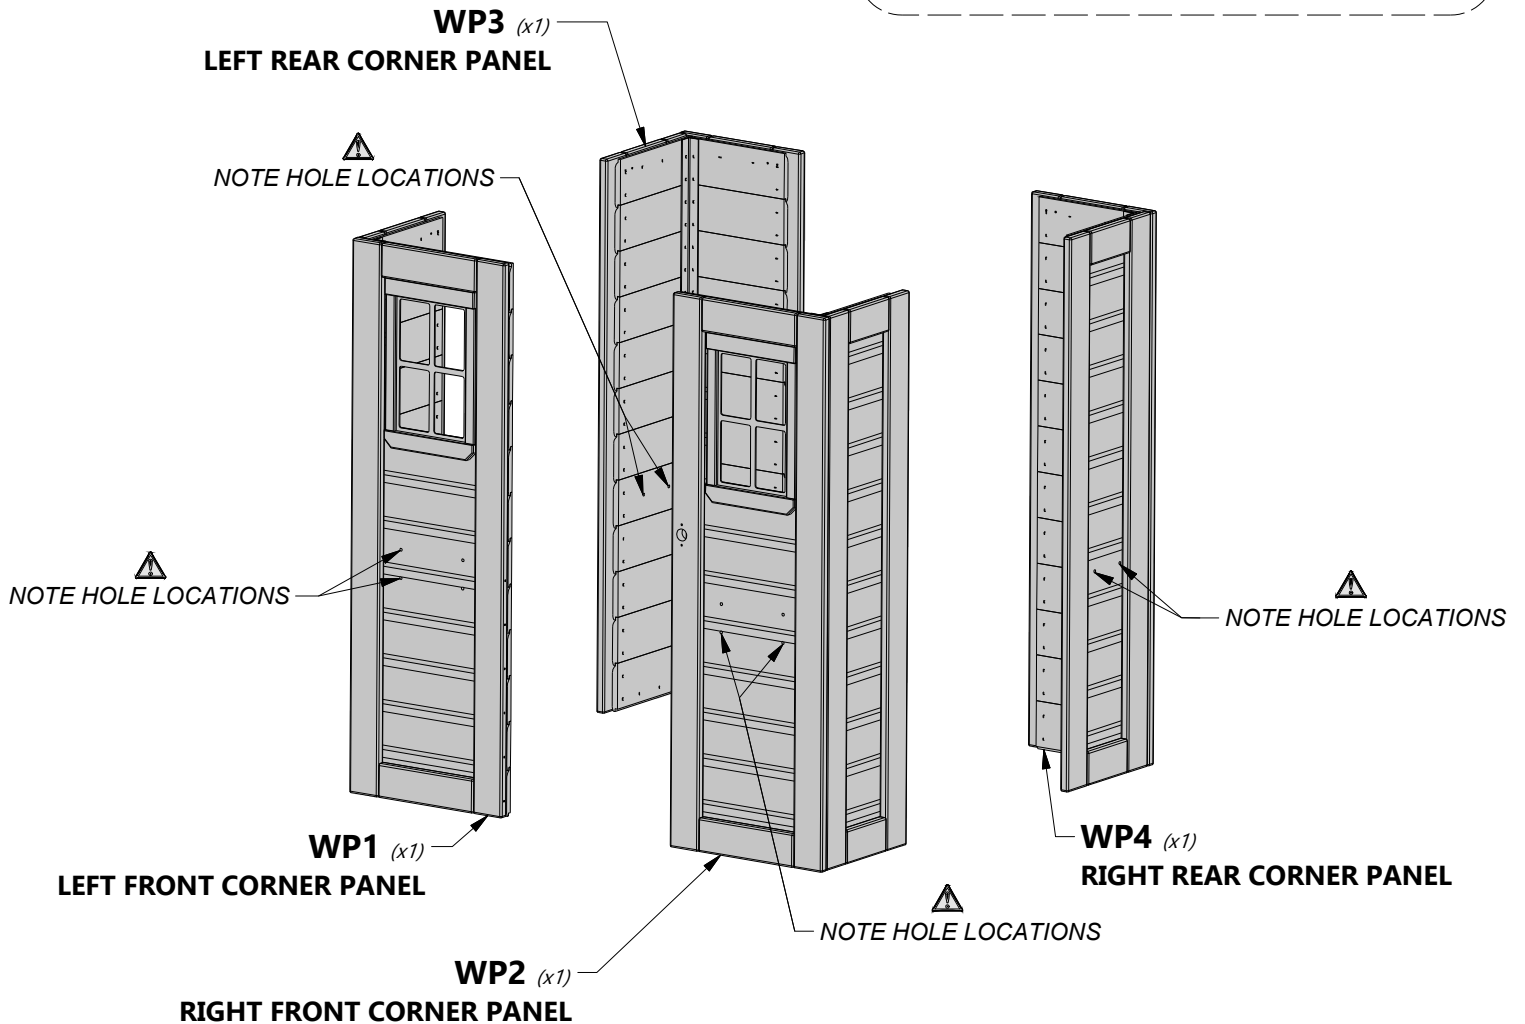 WP3 (x1)
LEFT REAR CORNER PANEL
NOTE HOLE LOCATIONS
NOTE HOLE LOCATIONS
NOTE HOLE LOCATIONS
WP1 (x1)
LEFT FRONT CORNER PANEL
WP4 (x1)
RIGHT REAR CORNER PANEL
NOTE HOLE LOCATIONS
WP2 (x1)
RIGHT FRONT CORNER PANEL